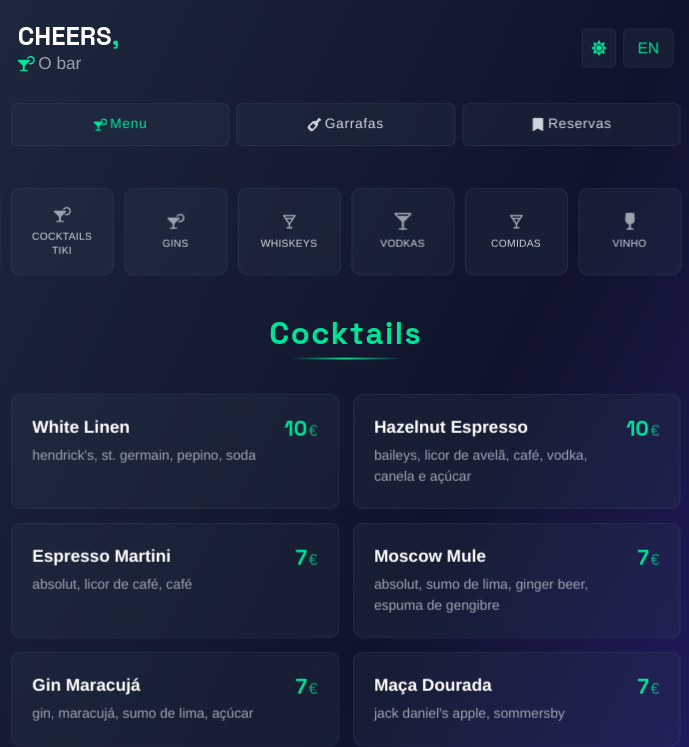 CHEERS,
O bar
EN
Menu
Garrafas
Reservas
COCKTAILS
TIKI
GINS
WHISKEYS
VODKAS
COMIDAS
VINHO
Cocktails
White Linen
10€
hendrick's, st. germain, pepino, soda
Hazelnut Espresso
10€
baileys, licor de avelã, café, vodka,
canela e açúcar
Espresso Martini
7€
absolut, licor de café, café
Moscow Mule
7€
absolut, sumo de lima, ginger beer,
espuma de gengibre
Gin Maracujá
7€
gin, maracujá, sumo de lima, açúcar
Maça Dourada
7€
jack daniel's apple, sommersby